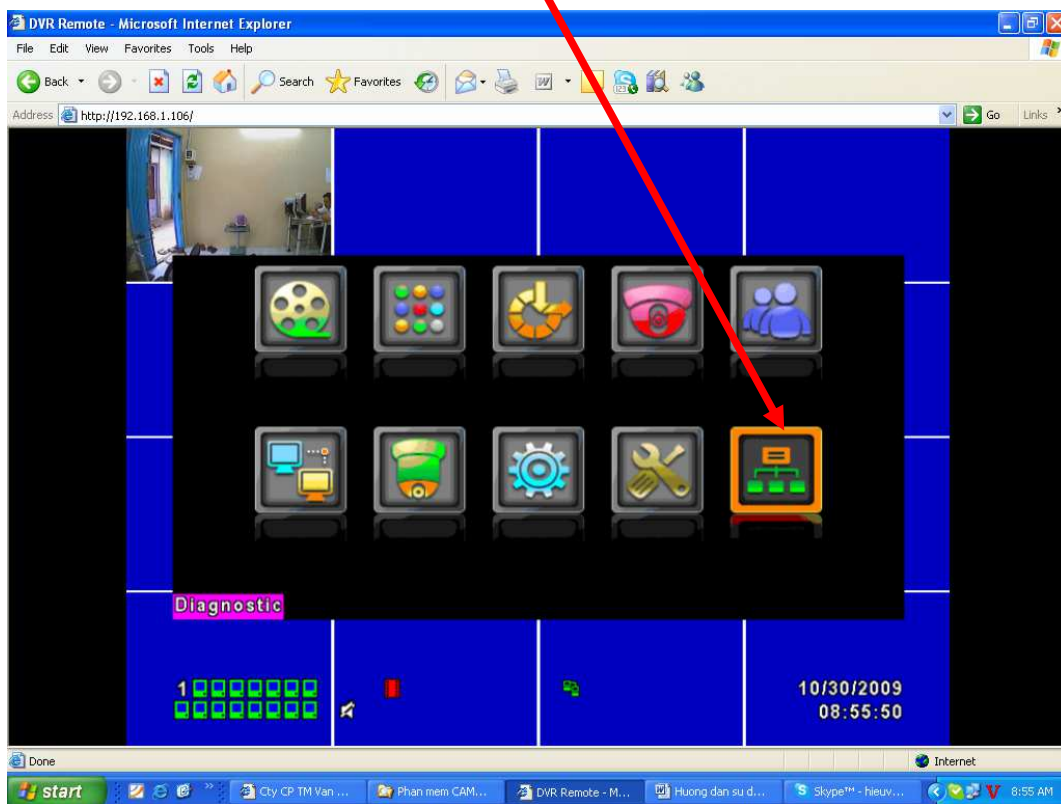 DVR Remote - Microsoft Internet Explorer
File Edit View Favorites Tools Help
Back Search Favorites
Address http://192.168.1.106/ Go Links
Diagnostic
1
10/30/2009
08:55:50
Done Internet
start Cty CP TM Van ... Phan mem CAM... DVR Remote - M... Huong dan su d... Skype™ - hieuv... 8:55 AM